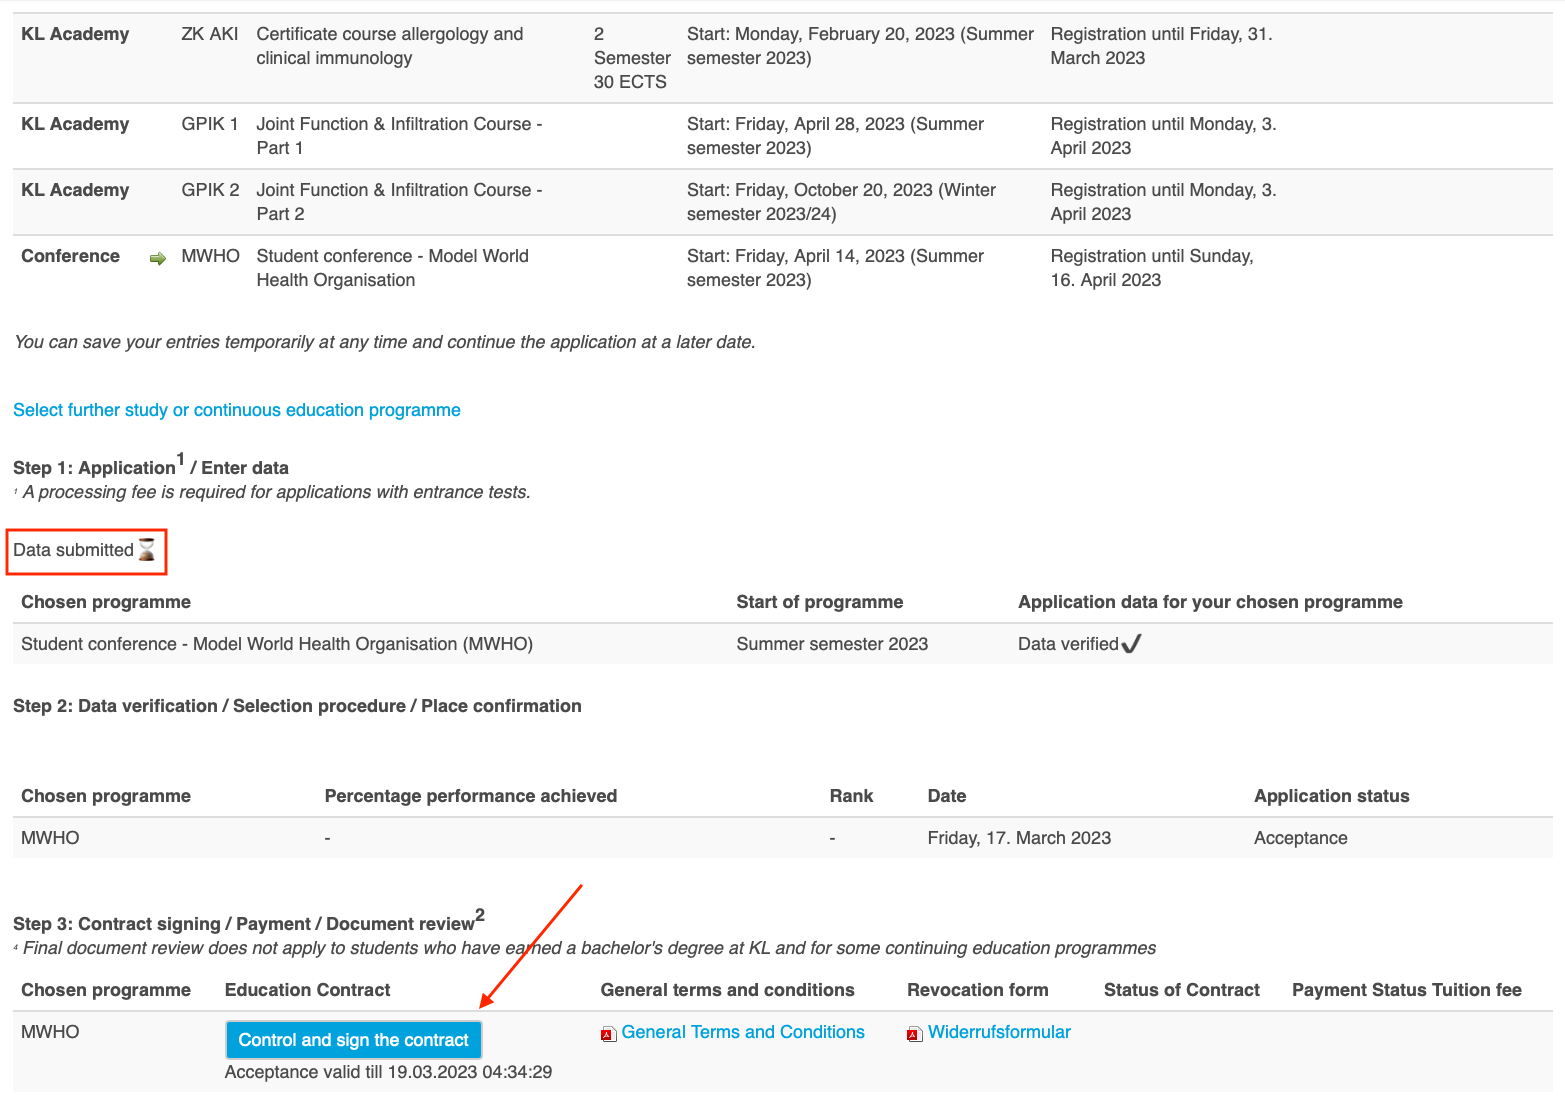 KL Academy ZK AKI Certificate course allergology and 2 Start: Monday, February 20, 2023 (Summer Registration until Friday, 31.
clinical immunology Semester semester 2023) March 2023
30 ECTS
KL Academy GPIK 1 Joint Function & Infiltration Course - Start: Friday, April 28, 2023 (Summer Registration until Monday, 3.
Part 1 semester 2023) April 2023
KL Academy GPIK 2 Joint Function & Infiltration Course - Start: Friday, October 20, 2023 (Winter Registration until Monday, 3.
Part 2 semester 2023/24) April 2023
Conference MWHO Student conference - Model World Start: Friday, April 14, 2023 (Summer Registration until Sunday,
Health Organisation semester 2023) 16. April 2023
You can save your entries temporarily at any time and continue the application at a later date.
Select further study or continuous education programme
Step 1: Application¹ / Enter data
¹ A processing fee is required for applications with entrance tests.
Data submitted
Chosen programme Start of programme Application data for your chosen programme
Student conference - Model World Health Organisation (MWHO) Summer semester 2023 Data verified
Step 2: Data verification / Selection procedure / Place confirmation
Chosen programme Percentage performance achieved Rank Date Application status
MWHO - - Friday, 17. March 2023 Acceptance
Step 3: Contract signing / Payment / Document review²
⁴ Final document review does not apply to students who have earned a bachelor's degree at KL and for some continuing education programmes
Chosen programme Education Contract General terms and conditions Revocation form Status of Contract Payment Status Tuition fee
MWHO Control and sign the contract General Terms and Conditions Widerrufsformular
Acceptance valid till 19.03.2023 04:34:29